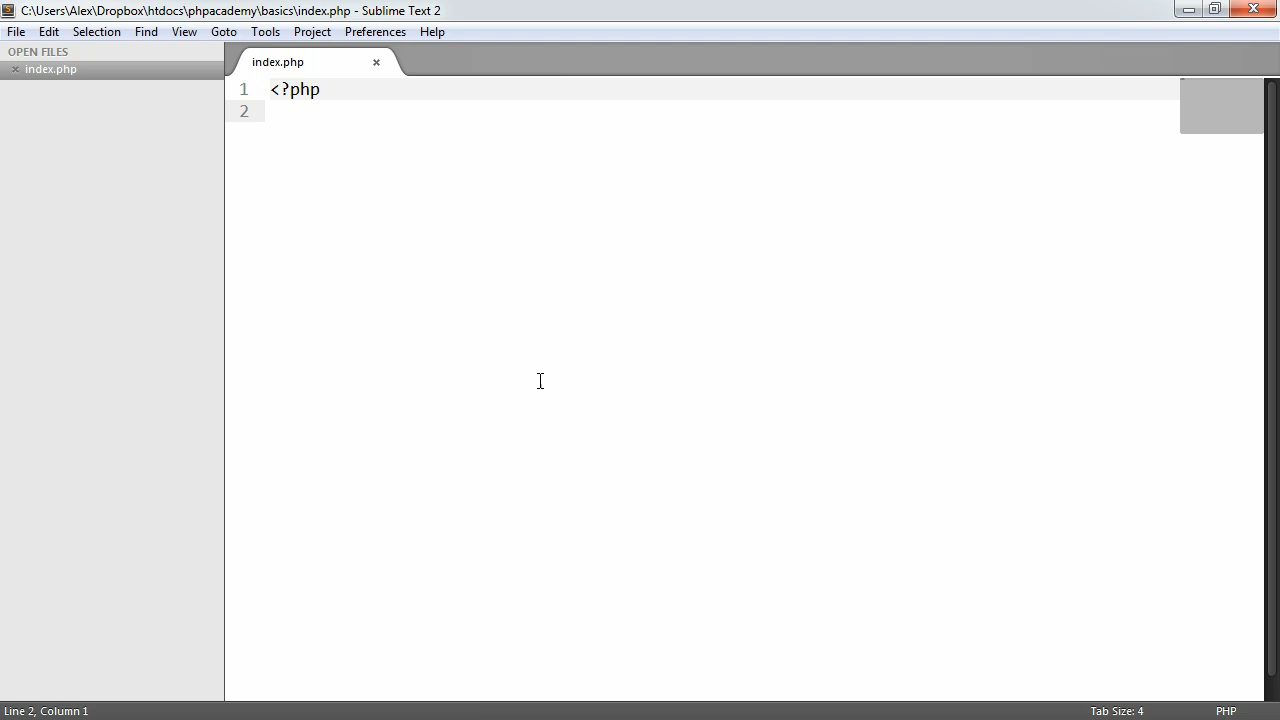 C:\Users\Alex\Dropbox\htdocs\phpacademy\basics\index.php - Sublime Text 2
File Edit Selection Find View Goto Tools Project Preferences Help
OPEN FILES
index.php
index.php
1 <?php
2
Line 2, Column 1
Tab Size: 4
PHP